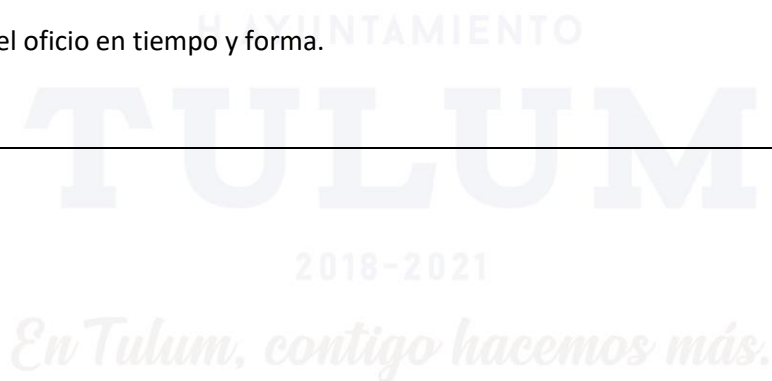 H. AYUNTAMIENTO
el oficio en tiempo y forma.
TULUM
2018-2021
En Tulum, contigo hacemos más.